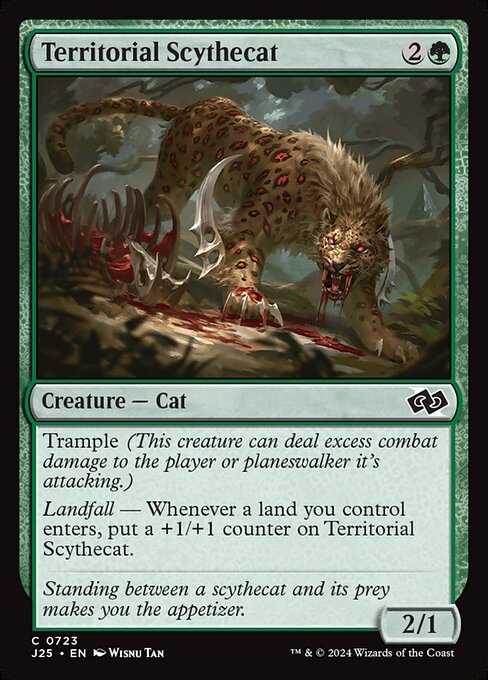 Territorial Scythecat 2
Creature — Cat
Trample (This creature can deal excess combat
damage to the player or planeswalker it's
attacking.)
Landfall — Whenever a land you control
enters, put a +1/+1 counter on Territorial
Scythecat.
Standing between a scythecat and its prey
makes you the appetizer.
2/1
C 0723
J25 • EN Wisnu Tan
™ & © 2024 Wizards of the Coast